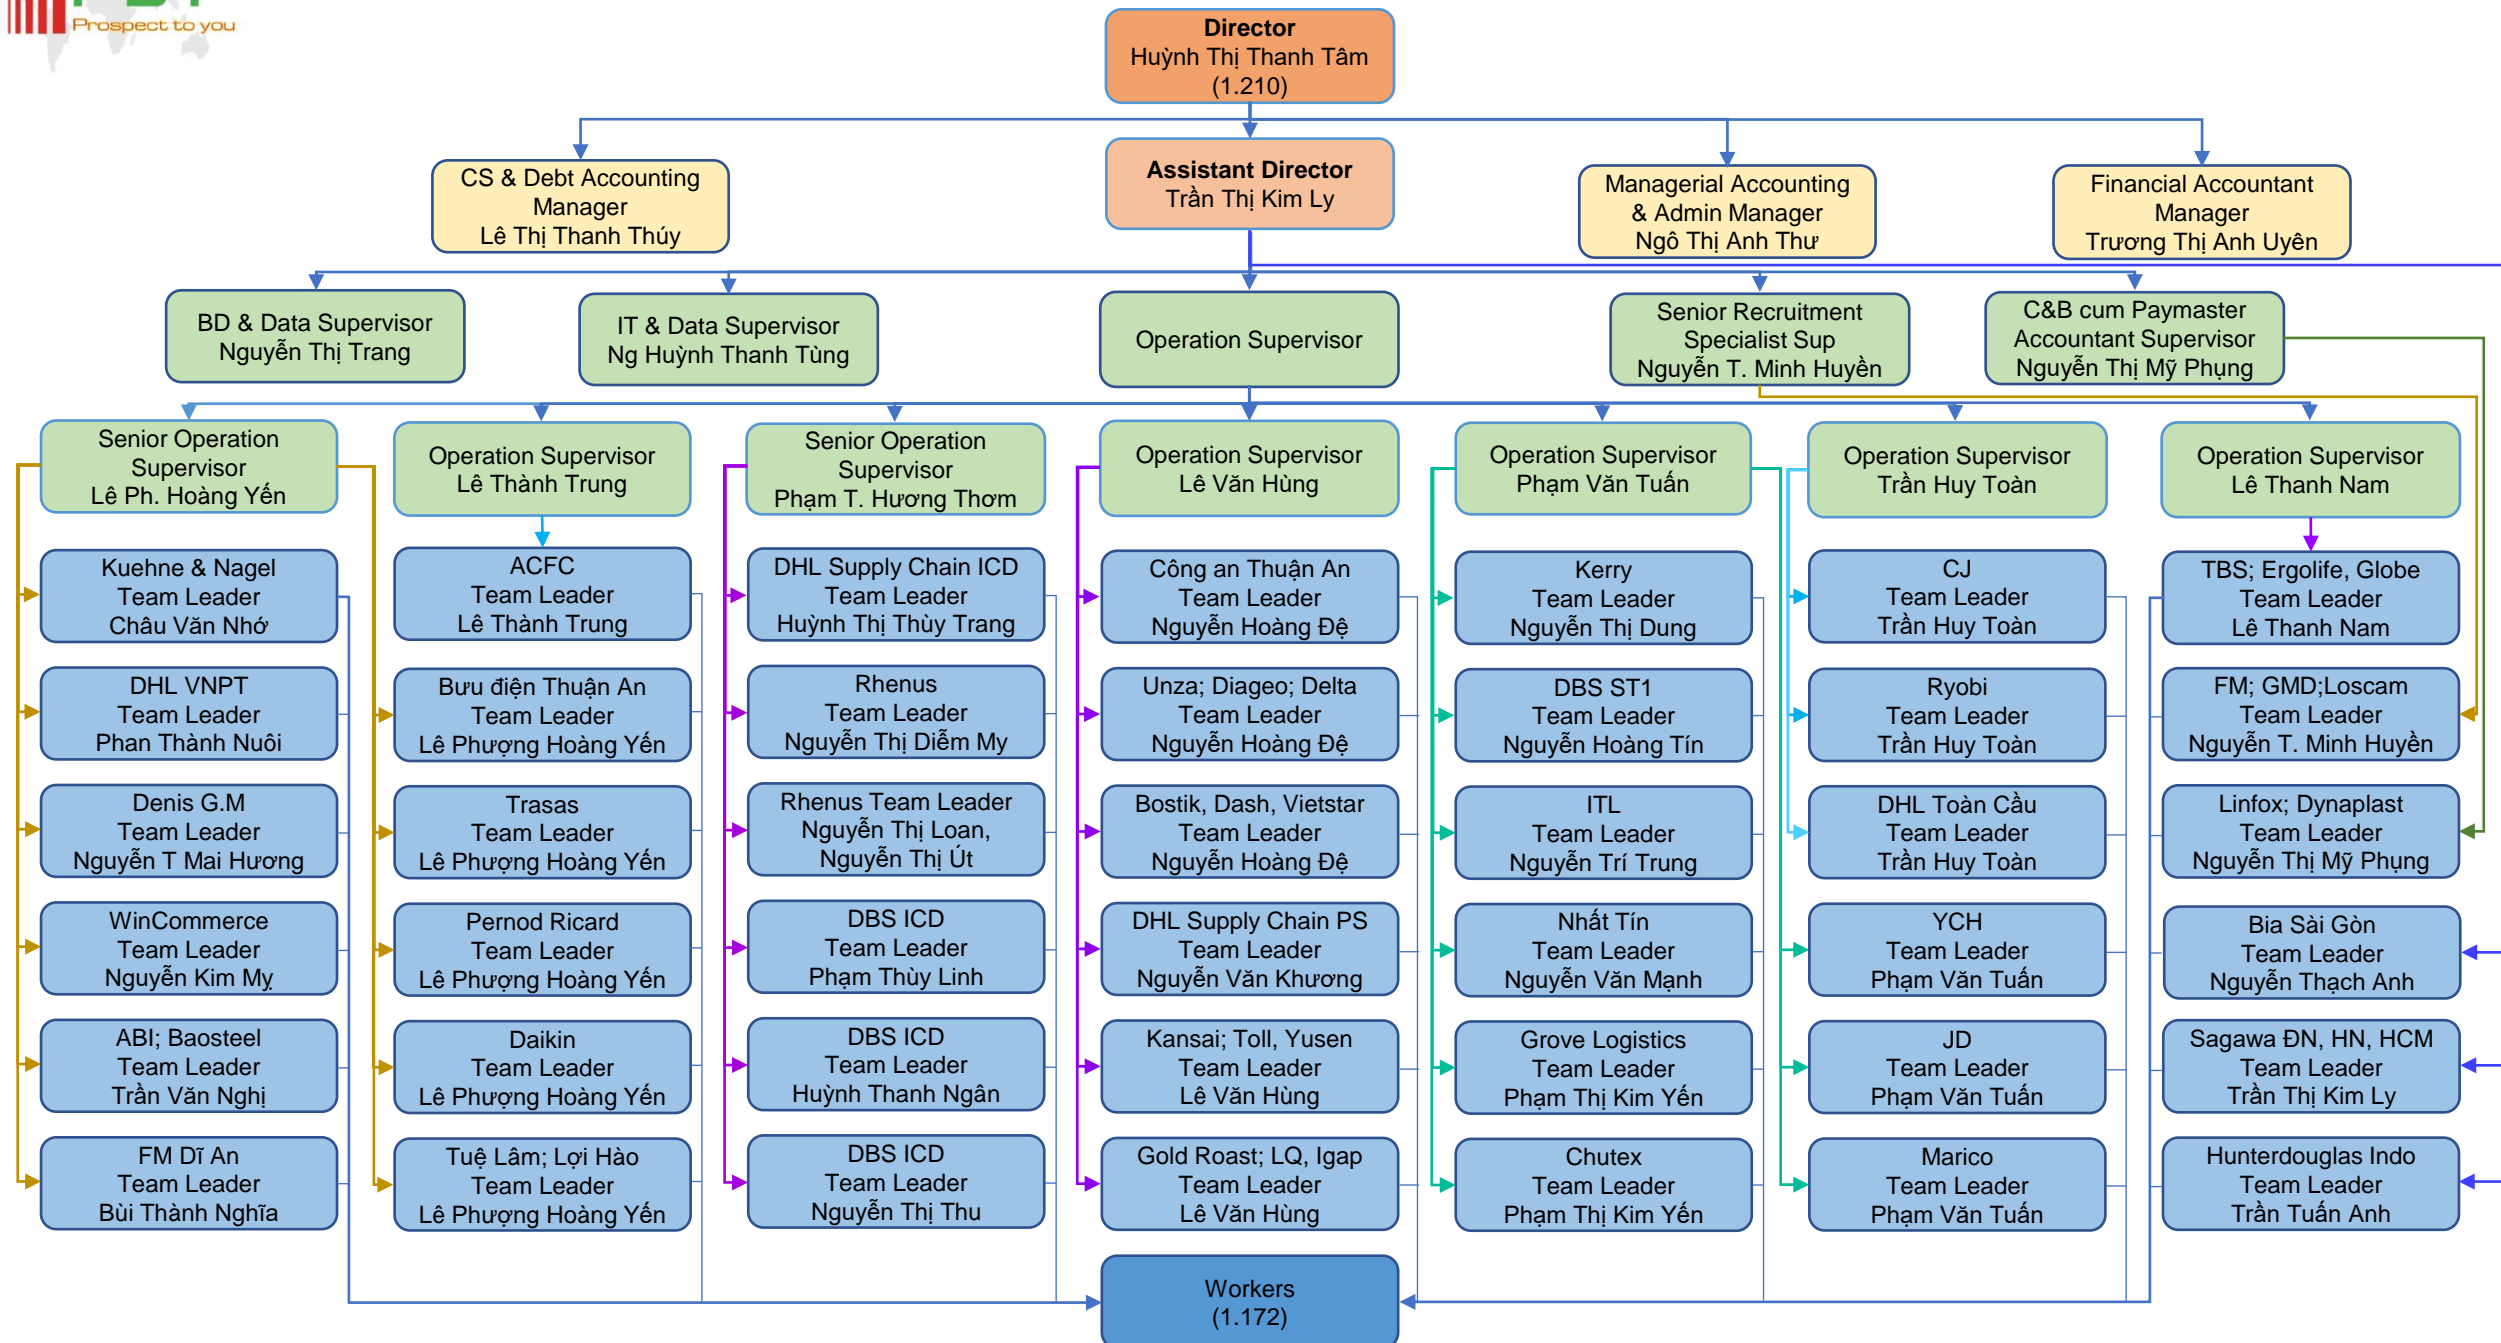 Prospect to you
Director
Huỳnh Thị Thanh Tâm
(1.210)
CS & Debt Accounting
Manager
Lê Thị Thanh Thúy
Assistant Director
Trần Thị Kim Ly
Managerial Accounting
& Admin Manager
Ngô Thị Anh Thư
Financial Accountant
Manager
Trương Thị Anh Uyên
BD & Data Supervisor
Nguyễn Thị Trang
IT & Data Supervisor
Ng Huỳnh Thanh Tùng
Operation Supervisor
Senior Recruitment
Specialist Sup
Nguyễn T. Minh Huyền
C&B cum Paymaster
Accountant Supervisor
Nguyễn Thị Mỹ Phụng
Senior Operation
Supervisor
Lê Ph. Hoàng Yến
Operation Supervisor
Lê Thành Trung
Senior Operation
Supervisor
Phạm T. Hương Thơm
Operation Supervisor
Lê Văn Hùng
Operation Supervisor
Phạm Văn Tuấn
Operation Supervisor
Trần Huy Toàn
Operation Supervisor
Lê Thanh Nam
Kuehne & Nagel
Team Leader
Châu Văn Nhớ
ACFC
Team Leader
Lê Thành Trung
DHL Supply Chain ICD
Team Leader
Huỳnh Thị Thùy Trang
Công an Thuận An
Team Leader
Nguyễn Hoàng Đệ
Kerry
Team Leader
Nguyễn Thị Dung
CJ
Team Leader
Trần Huy Toàn
TBS; Ergolife, Globe
Team Leader
Lê Thanh Nam
DHL VNPT
Team Leader
Phan Thành Nuôi
Bưu điện Thuận An
Team Leader
Lê Phượng Hoàng Yến
Rhenus
Team Leader
Nguyễn Thị Diễm My
Unza; Diageo; Delta
Team Leader
Nguyễn Hoàng Đệ
DBS ST1
Team Leader
Nguyễn Hoàng Tín
Ryobi
Team Leader
Trần Huy Toàn
FM; GMD;Loscam
Team Leader
Nguyễn T. Minh Huyền
Denis G.M
Team Leader
Nguyễn T Mai Hương
Trasas
Team Leader
Lê Phượng Hoàng Yến
Rhenus Team Leader
Nguyễn Thị Loan,
Nguyễn Thị Út
Bostik, Dash, Vietstar
Team Leader
Nguyễn Hoàng Đệ
ITL
Team Leader
Nguyễn Trí Trung
DHL Toàn Cầu
Team Leader
Trần Huy Toàn
Linfox; Dynaplast
Team Leader
Nguyễn Thị Mỹ Phụng
WinCommerce
Team Leader
Nguyễn Kim Mỵ
Pernod Ricard
Team Leader
Lê Phượng Hoàng Yến
DBS ICD
Team Leader
Phạm Thùy Linh
DHL Supply Chain PS
Team Leader
Nguyễn Văn Khương
Nhất Tín
Team Leader
Nguyễn Văn Mạnh
YCH
Team Leader
Phạm Văn Tuấn
Bia Sài Gòn
Team Leader
Nguyễn Thạch Anh
ABI; Baosteel
Team Leader
Trần Văn Nghị
Daikin
Team Leader
Lê Phượng Hoàng Yến
DBS ICD
Team Leader
Huỳnh Thanh Ngân
Kansai; Toll, Yusen
Team Leader
Lê Văn Hùng
Grove Logistics
Team Leader
Phạm Thị Kim Yến
JD
Team Leader
Phạm Văn Tuấn
Sagawa ĐN, HN, HCM
Team Leader
Trần Thị Kim Ly
FM Dĩ An
Team Leader
Bùi Thành Nghĩa
Tuệ Lâm; Lợi Hào
Team Leader
Lê Phượng Hoàng Yến
DBS ICD
Team Leader
Nguyễn Thị Thu
Gold Roast; LQ, Igap
Team Leader
Lê Văn Hùng
Chutex
Team Leader
Phạm Thị Kim Yến
Marico
Team Leader
Phạm Văn Tuấn
Hunterdouglas Indo
Team Leader
Trần Tuấn Anh
Workers
(1.172)